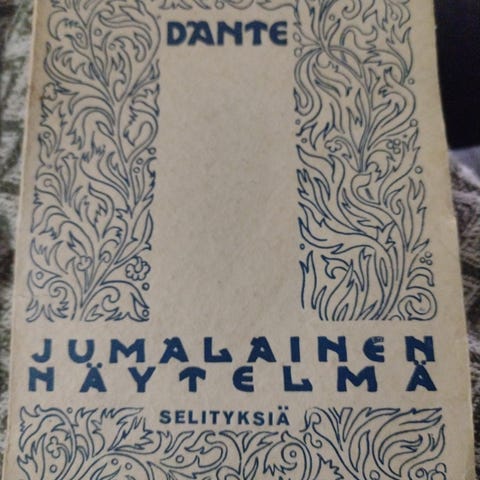 DANTE
JUMALAINEN
NÄYTELMÄ
SELITYKSIÄ